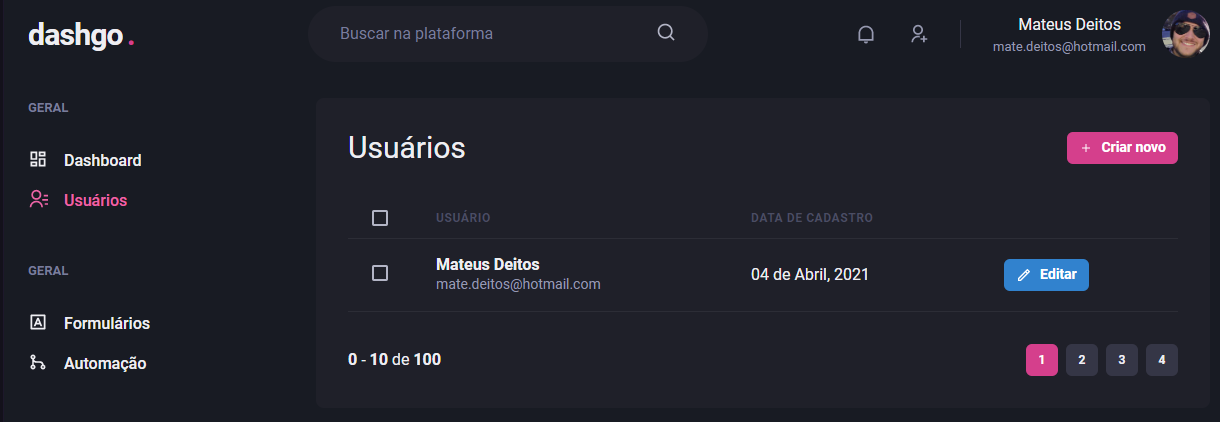 dashgo.
Buscar na plataforma
Mateus Deitos
mate.deitos@hotmail.com
GERAL
Dashboard
Usuários
GERAL
Formulários
Automação
Usuários
+ Criar novo
USUÁRIO DATA DE CADASTRO
Mateus Deitos
mate.deitos@hotmail.com
04 de Abril, 2021
Editar
0 - 10 de 100
1 2 3 4